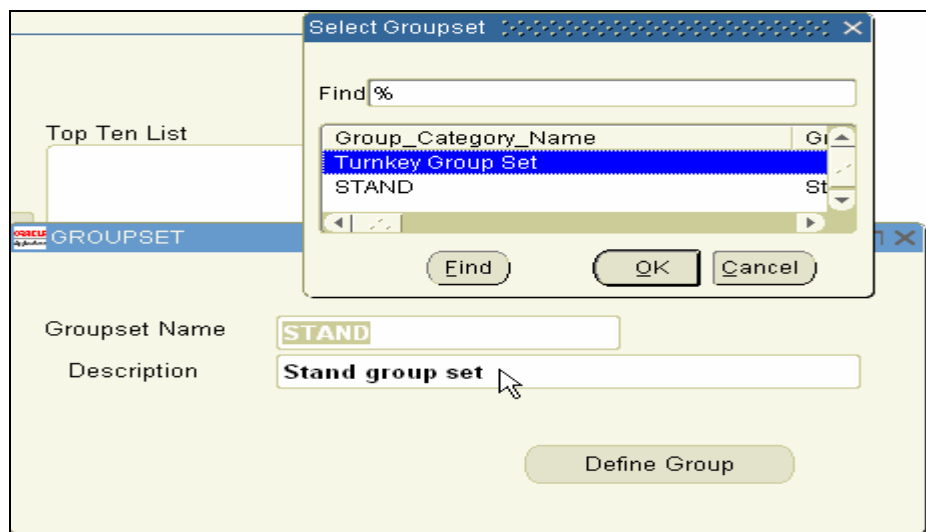 Select Groupset
Find %
Top Ten List
Group_Category_Name
Turnkey Group Set
STAND St
Find OK Cancel
GROUPSET
Groupset Name STAND
Description Stand group set
Define Group